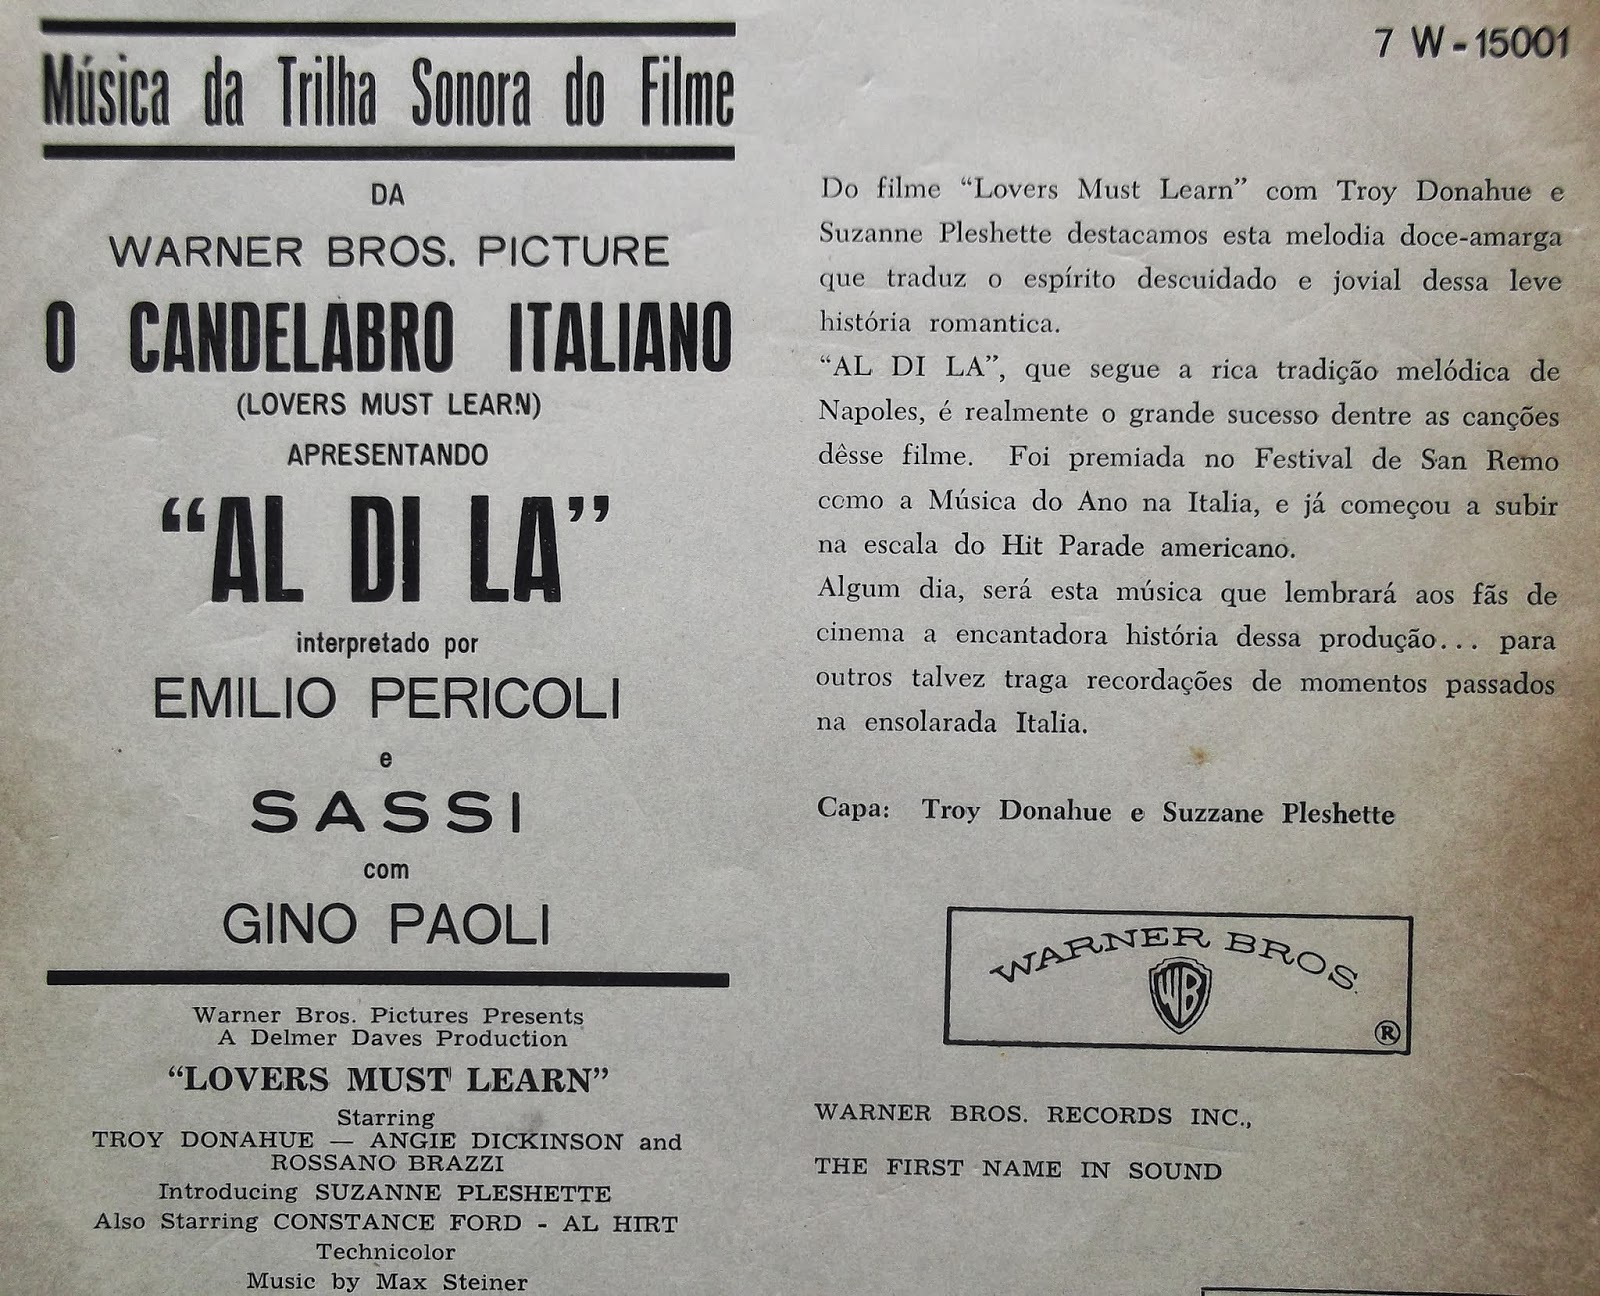 Música da Trilha Sonora do Filme
DA
WARNER BROS. PICTURE
O CANDELABRO ITALIANO
(LOVERS MUST LEARN)
APRESENTANDO
“AL DI LA”
interpretado por
EMILIO PERICOLI
e
SASSI
com
GINO PAOLI
Warner Bros. Pictures Presents
A Delmer Daves Production
“LOVERS MUST LEARN”
Starring
TROY DONAHUE — ANGIE DICKINSON and
ROSSANO BRAZZI
Introducing SUZANNE PLESHETTE
Also Starring CONSTANCE FORD - AL HIRT
Technicolor
Music by Max Steiner
7 W-15001
Do filme “Lovers Must Learn” com Troy Donahue e
Suzanne Pleshette destacamos esta melodia doce-amarga
que traduz o espírito descuidado e jovial dessa leve
história romantica.
“AL DI LA”, que segue a rica tradição melódica de
Napoles, é realmente o grande sucesso dentre as canções
dêsse filme. Foi premiada no Festival de San Remo
como a Música do Ano na Italia, e já começou a subir
na escala do Hit Parade americano.
Algum dia, será esta música que lembrará aos fãs de
cinema a encantadora história dessa produção... para
outros talvez traga recordações de momentos passados
na ensolarada Italia.
Capa: Troy Donahue e Suzzane Pleshette
WARNER BROS.
WB
®
WARNER BROS. RECORDS INC.,
THE FIRST NAME IN SOUND